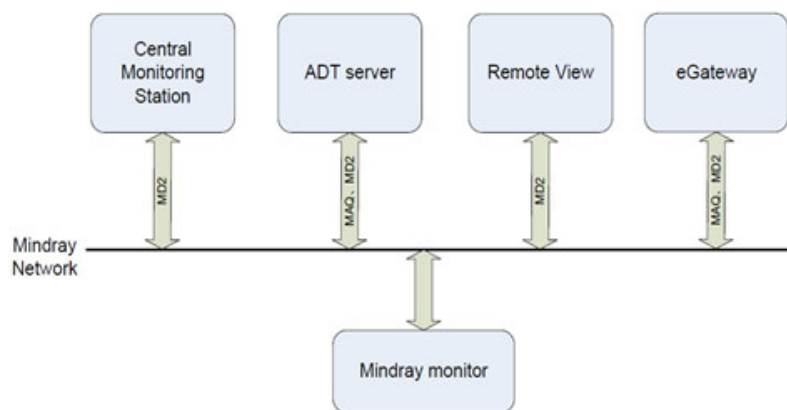 Central
Monitoring
Station
ADT server
Remote View
eGateway
MD2
MAQ、MD2
MD2
MAQ、MD2
Mindray
Network
Mindray monitor